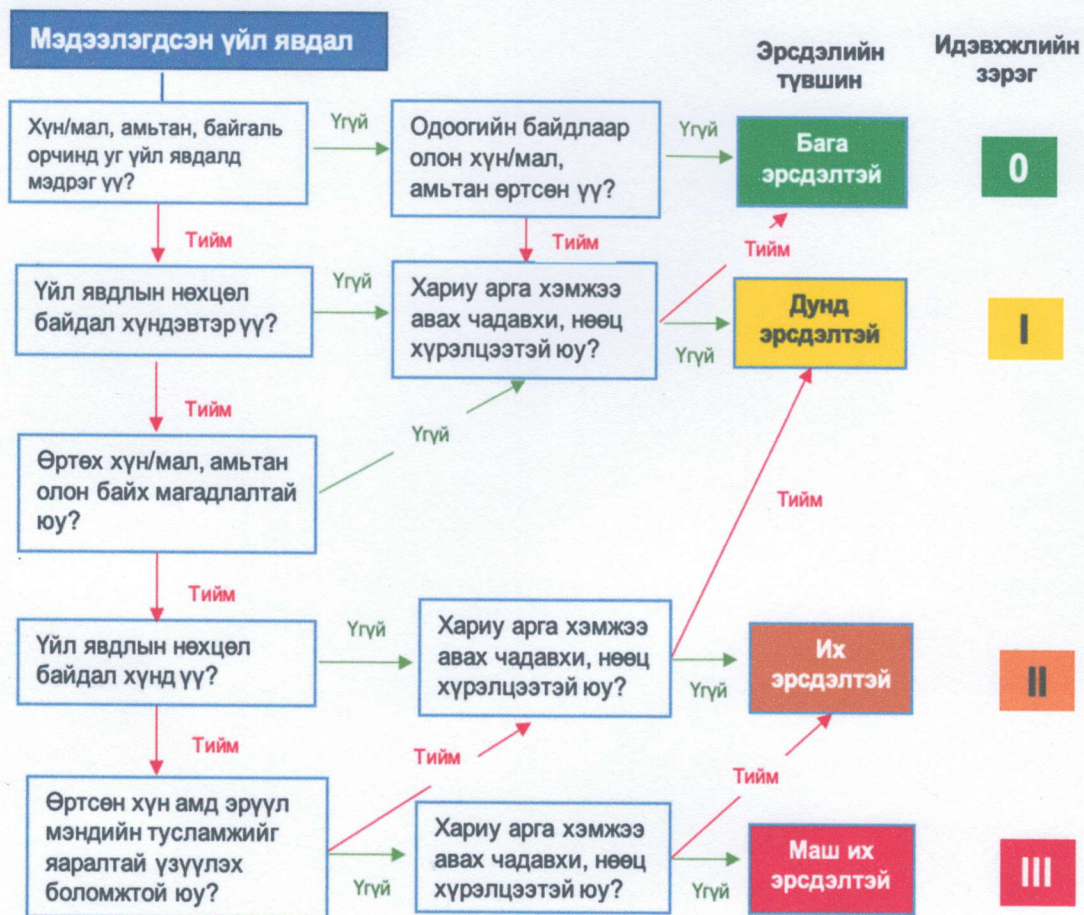 Мэдээлэгдсэн үйл явдал
Эрсдэлийн
түвшин
Идэвхжлийн
зэрэг
Хүн/мал, амьтан, байгаль
орчинд уг үйл явдалд
мэдрэг үү?
Үгүй
Одоогийн байдлаар
олон хүн/мал,
амьтан өртсөн үү?
Үгүй
Бага
эрсдэлтэй
0
Тийм
Тийм
Тийм
Үйл явдлын нөхцөл
байдал хүндэвтэр үү?
Үгүй
Хариу арга хэмжээ
авах чадавхи, нөөц
хүрэлцээтэй юу?
Үгүй
Дунд
эрсдэлтэй
I
Тийм
Үгүй
Өртөх хүн/мал, амьтан
олон байх магадлалтай
юу?
Тийм
Тийм
Үйл явдлын нөхцөл
байдал хүнд үү?
Үгүй
Хариу арга хэмжээ
авах чадавхи, нөөц
хүрэлцээтэй юу?
Үгүй
Их
эрсдэлтэй
II
Тийм
Тийм
Тийм
Өртсөн хүн амд эрүүл
мэндийн тусламжийг
яаралтай үзүүлэх
боломжтой юу?
Үгүй
Хариу арга хэмжээ
авах чадавхи, нөөц
хүрэлцээтэй юу?
Үгүй
Маш их
эрсдэлтэй
III